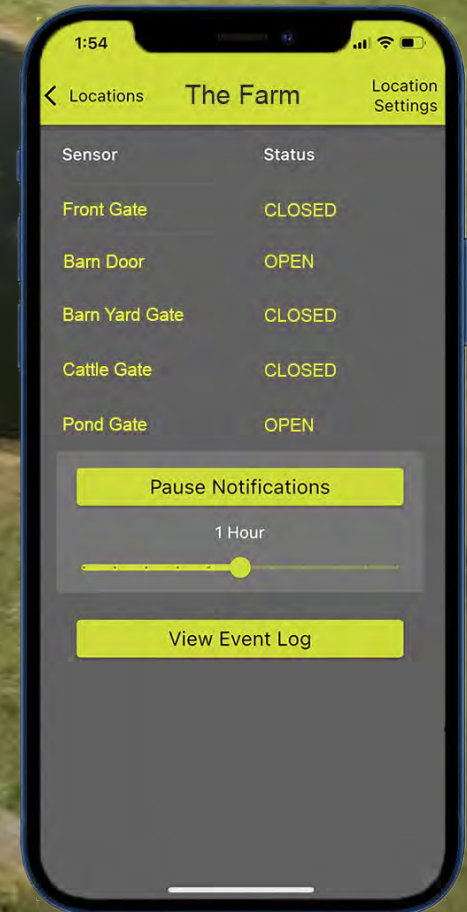 1:54
Locations
The Farm
Location
Settings
Sensor Status
Front Gate CLOSED
Barn Door OPEN
Barn Yard Gate CLOSED
Cattle Gate CLOSED
Pond Gate OPEN
Pause Notifications
1 Hour
View Event Log